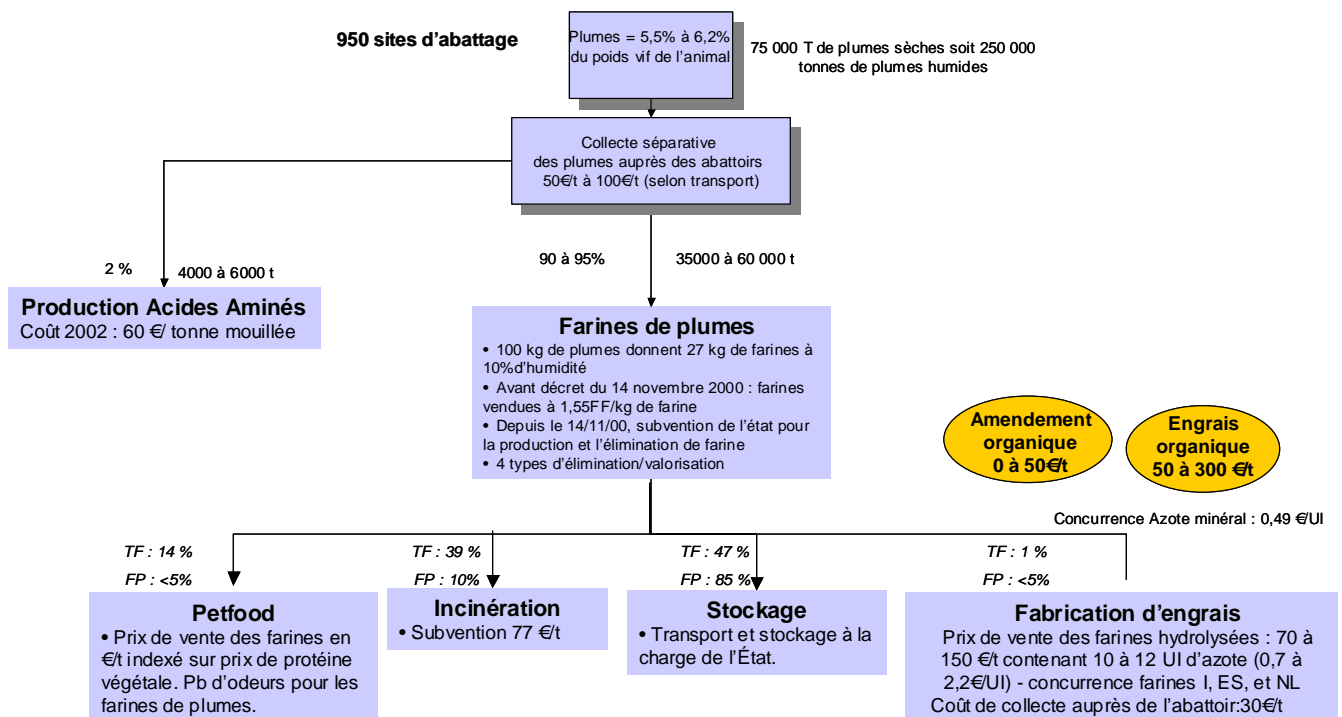 950 sites d'abattage
Plumes = 5,5% à 6,2%
du poids vif de l'animal
75 000 T de plumes sèches soit 250 000
tonnes de plumes humides
Collecte séparative
des plumes auprès des abattoirs
50€/t à 100€/t (selon transport)
2 %
4000 à 6000 t
90 à 95%
35000 à 60 000 t
Production Acides Aminés
Coût 2002 : 60 €/ tonne mouillée
Farines de plumes
• 100 kg de plumes donnent 27 kg de farines à
10%d'humidité
• Avant décret du 14 novembre 2000 : farines
vendues à 1,55FF/kg de farine
• Depuis le 14/11/00, subvention de l'état pour
la production et l'élimination de farine
• 4 types d'élimination/valorisation
Amendement
organique
0 à 50€/t
Engrais
organique
50 à 300 €/t
Concurrence Azote minéral : 0,49 €/UI
TF : 14 %
FP : <5%
TF : 39 %
FP : 10%
TF : 47 %
FP : 85 %
TF : 1 %
FP : <5%
Petfood
• Prix de vente des farines en
€/t indexé sur prix de protéine
végétale. Pb d'odeurs pour les
farines de plumes.
Incinération
• Subvention 77 €/t
Stockage
• Transport et stockage à la
charge de l'État.
Fabrication d'engrais
Prix de vente des farines hydrolysées : 70 à
150 €/t contenant 10 à 12 UI d'azote (0,7 à
2,2€/UI) - concurrence farines I, ES, et NL
Coût de collecte auprès de l'abattoir:30€/t